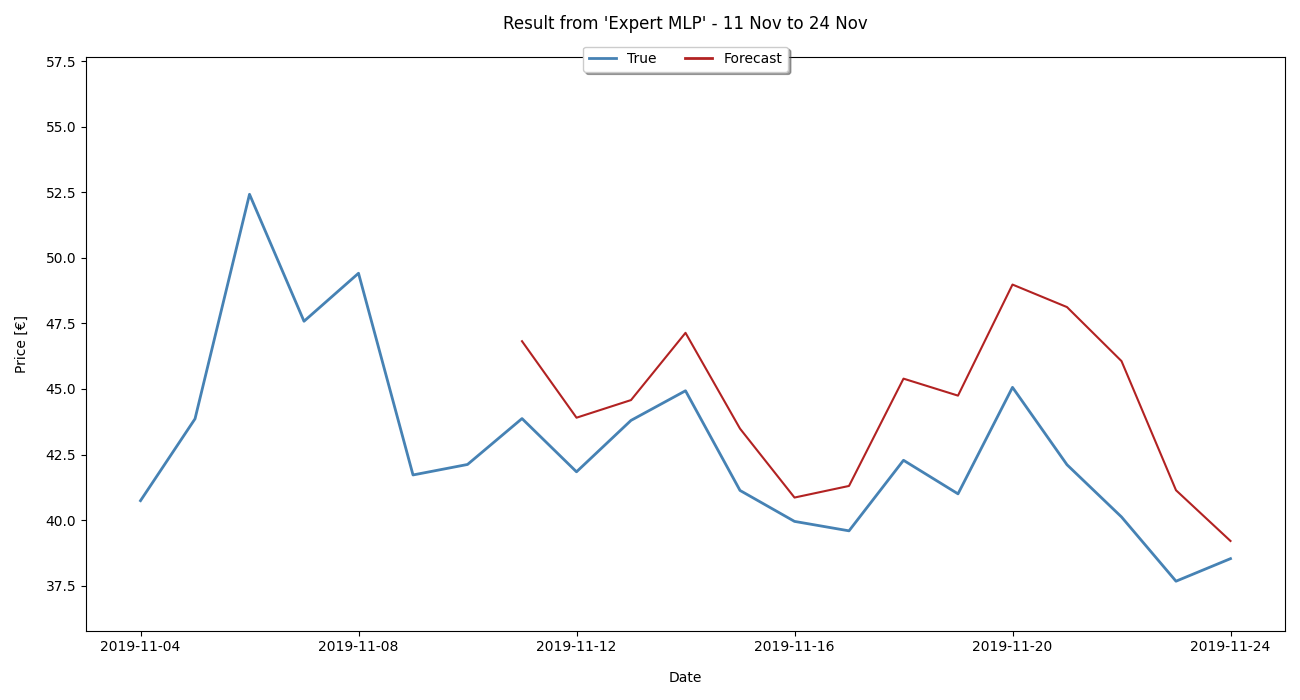 Result from 'Expert MLP' - 11 Nov to 24 Nov
True Forecast
57.5
55.0
52.5
50.0
47.5
45.0
42.5
40.0
37.5
Price [€]
2019-11-04 2019-11-08 2019-11-12 2019-11-16 2019-11-20 2019-11-24
Date